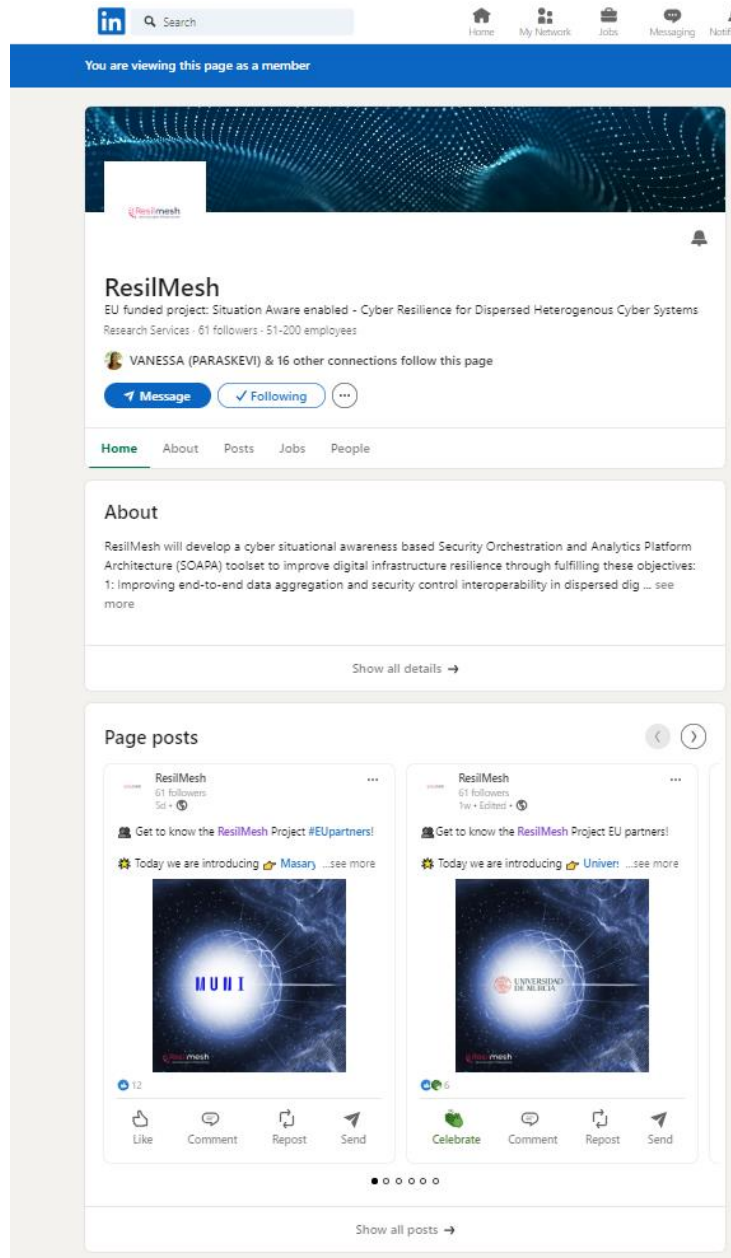 in
Search
Home
My Network
Jobs
Messaging
Notif
You are viewing this page as a member
Resilmesh
ResilMesh
EU funded project: Situation Aware enabled - Cyber Resilience for Dispersed Heterogenous Cyber Systems
Research Services · 61 followers · 51-200 employees
VANESSA (PARASKEVI) & 16 other connections follow this page
Message
Following
Home
About
Posts
Jobs
People
About
ResilMesh will develop a cyber situational awareness based Security Orchestration and Analytics Platform
Architecture (SOAPA) toolset to improve digital infrastructure resilience through fulfilling these objectives:
1: Improving end-to-end data aggregation and security control interoperability in dispersed dig ... see
more
Show all details →
Page posts
ResilMesh
61 followers
5d •
Get to know the ResilMesh Project #EUpartners!
Today we are introducing 👉 Masary ...see more
MUNI
Resilmesh
12
Like
Comment
Repost
Send
ResilMesh
61 followers
1w • Edited •
Get to know the ResilMesh Project EU partners!
Today we are introducing 👉 Univers ...see more
UNIVERSIDAD
DE MURCIA
Resilmesh
6
Celebrate
Comment
Repost
Send
Show all posts →